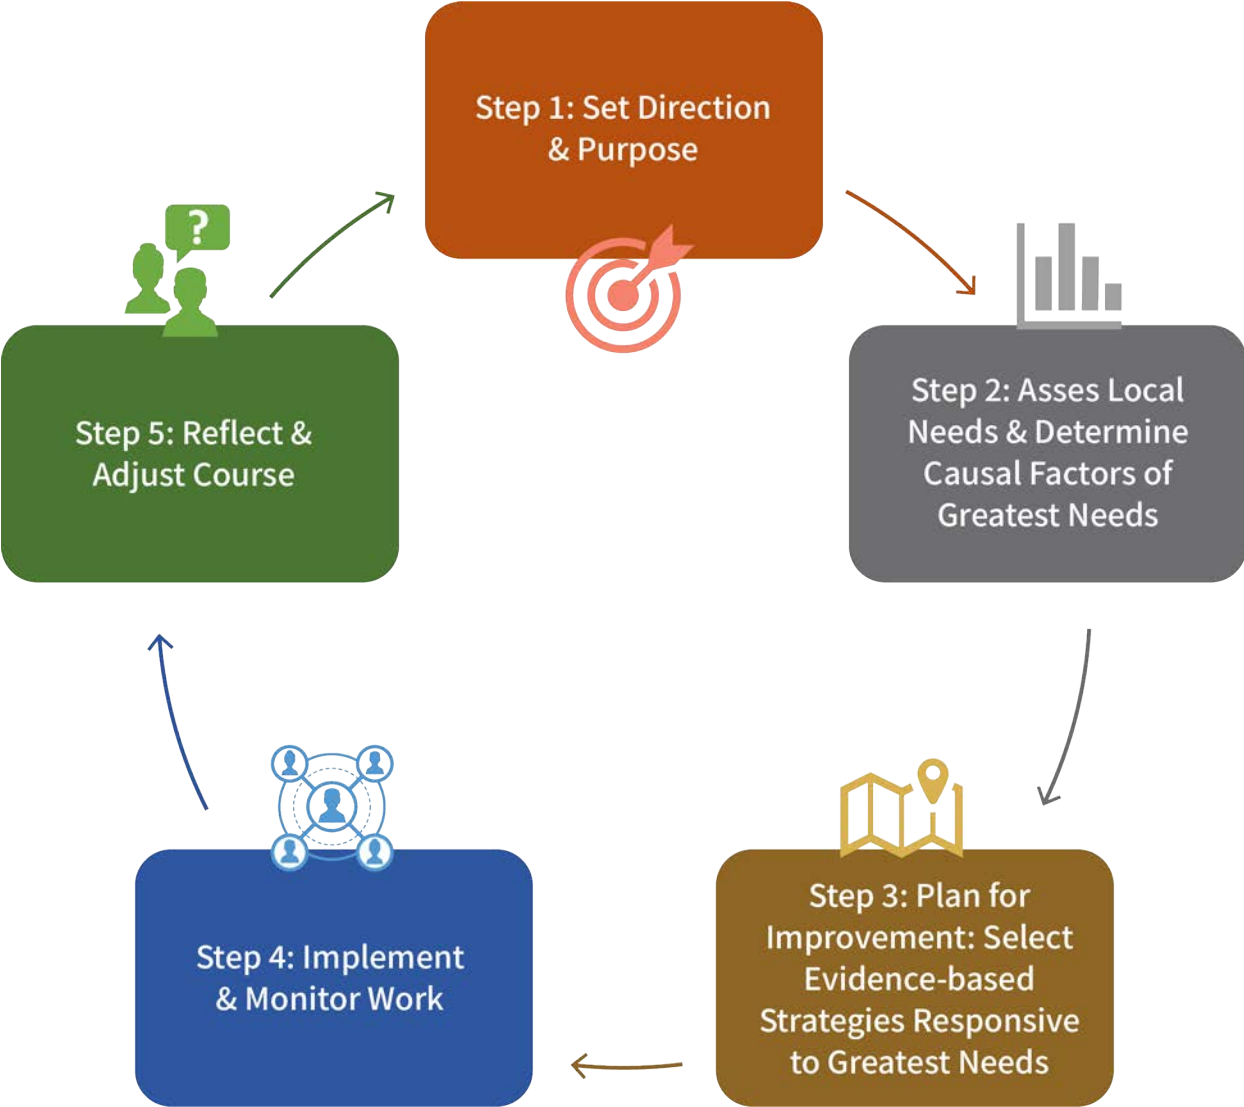 Step 1: Set Direction
& Purpose
?
Step 2: Asses Local
Needs & Determine
Causal Factors of
Greatest Needs
Step 3: Plan for
Improvement: Select
Evidence-based
Strategies Responsive
to Greatest Needs
Step 4: Implement
& Monitor Work
Step 5: Reflect &
Adjust Course